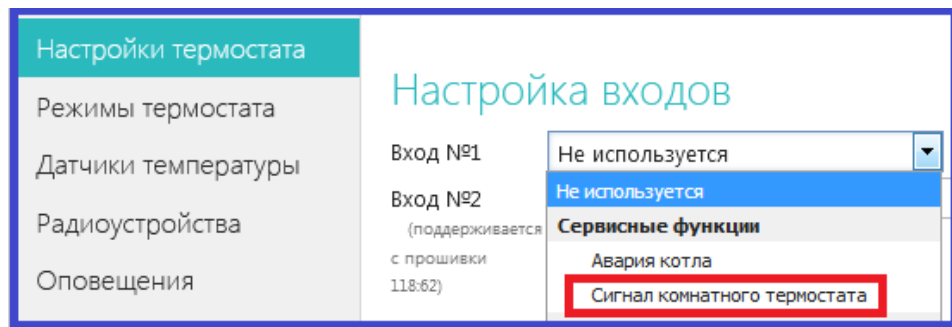 Настройки термостата
Режимы термостата
Датчики температуры
Радиоустройства
Оповещения
Настройка входов
Вход №1
Не используется
Вход №2
(поддерживается
с прошивки
118:62)
Не используется
Сервисные функции
Авария котла
Сигнал комнатного термостата